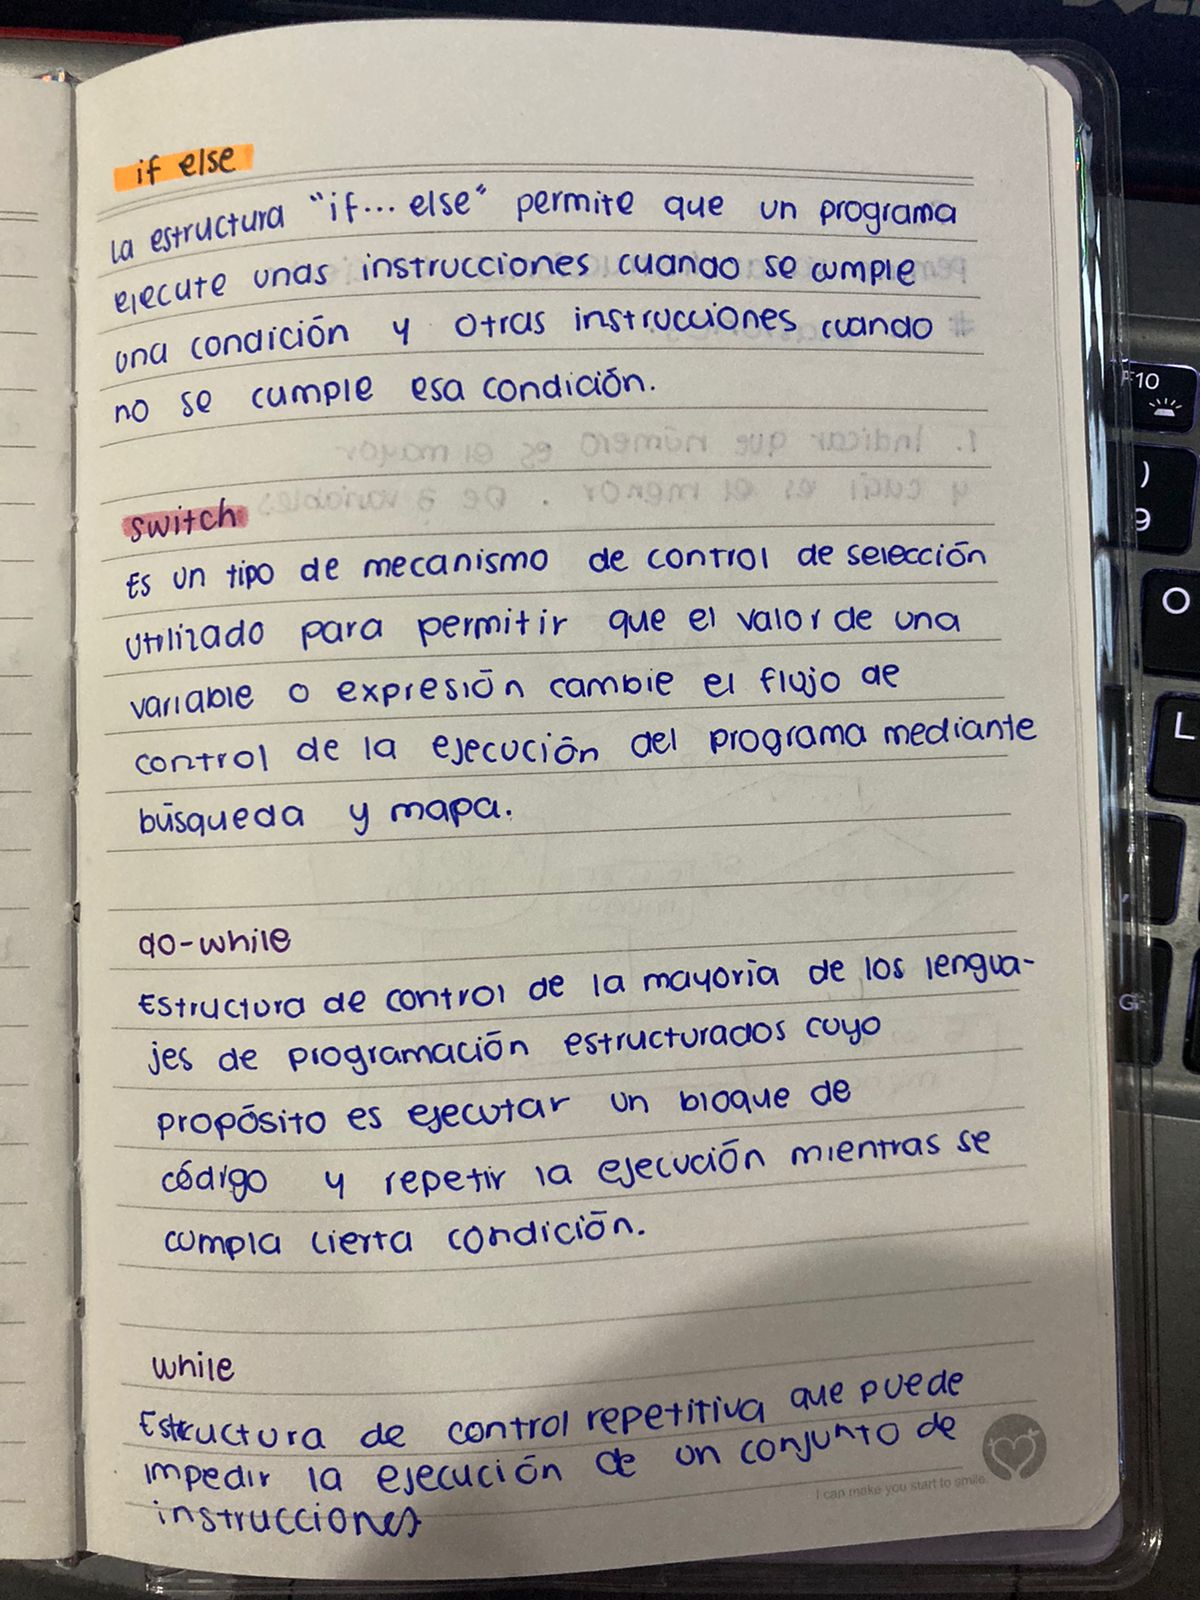 if else
La estructura "if... else" permite que un programa
ejecute unas instrucciones cuando se cumple
una condición y otras instrucciones cuando
no se cumple esa condición.
switch
Es un tipo de mecanismo de control de selección
utilizado para permitir que el valor de una
variable o expresión cambie el flujo de
control de la ejecución del programa mediante
búsqueda y mapa.
do-while
Estructura de control de la mayoria de los lengua-
jes de programación estructurados cuyo
propósito es ejecutar un bloque de
código y repetir la ejecución mientras se
cumpla cierta condición.
while
Estructura de control repetitiva que puede
impedir la ejecución de un conjunto de
instrucciones
I can make you start to smile.
F10
)
9
O
L
G